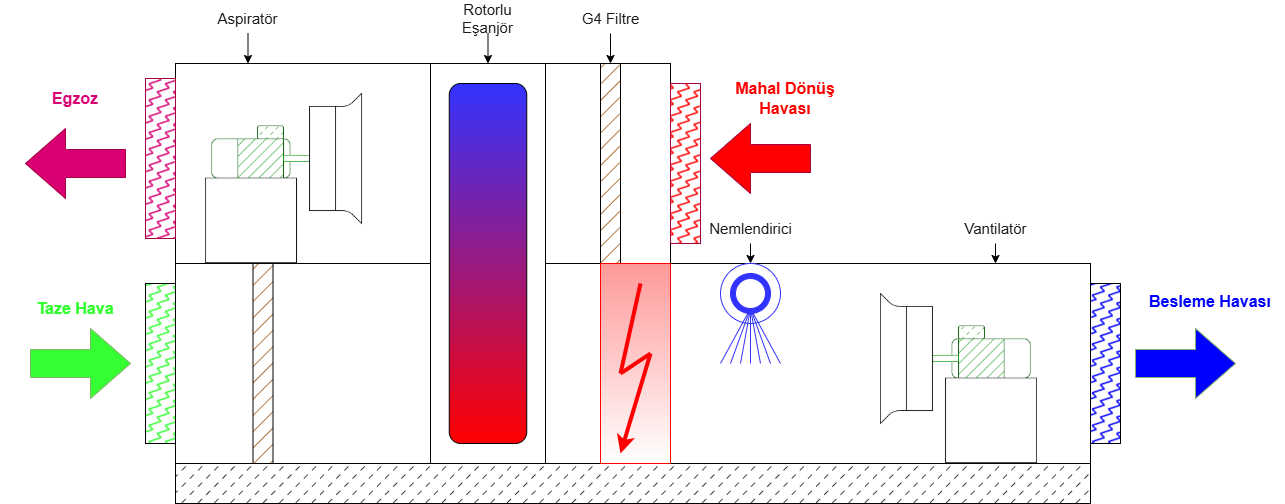 Aspiratör
Rotorlu
Eşanjör
G4 Filtre
Egzoz
Mahal Dönüş
Havası
Nemlendirici
Vantilatör
Taze Hava
Besleme Havası